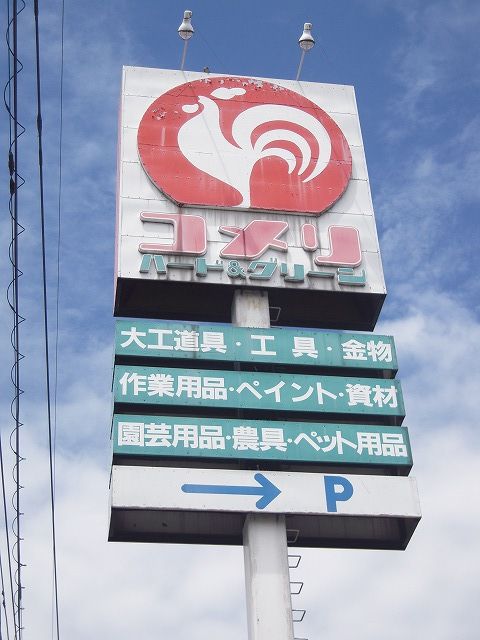 コメリ
ハード&グリーン
大工道具・工具・金物
作業用品・ペイント・資材
園芸用品・農具・ペット用品
→ P